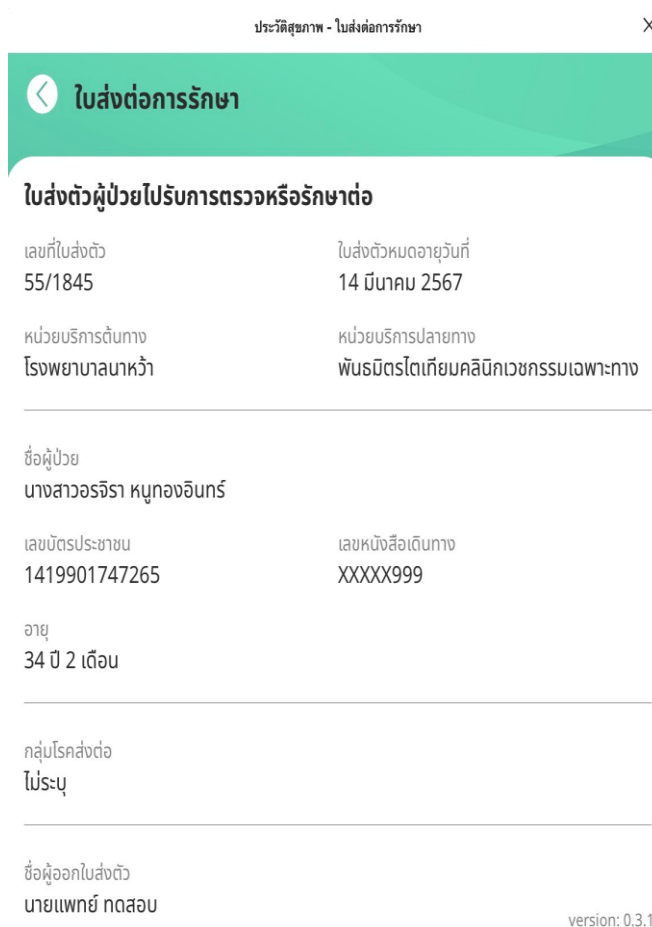 ประวัติสุขภาพ - ใบส่งต่อการรักษา X
ใบส่งต่อการรักษา
ใบส่งตัวผู้ป่วยไปรับการตรวจหรือรักษาต่อ
เลขที่ใบส่งตัว ใบส่งตัวหมดอายุวันที่
55/1845 14 มีนาคม 2567
หน่วยบริการต้นทาง หน่วยบริการปลายทาง
โรงพยาบาลนาหว้า พันธมิตรไตเทียมคลินิกเวชกรรมเฉพาะทาง
ชื่อผู้ป่วย
นางสาวอรจิรา หนูทองอินทร์
เลขบัตรประชาชน เลขหนังสือเดินทาง
1419901747265 XXXXX999
อายุ
34 ปี 2 เดือน
กลุ่มโรคส่งต่อ
ไม่ระบุ
ชื่อผู้ออกใบส่งตัว
นายแพทย์ ทดสอบ
version: 0.3.1